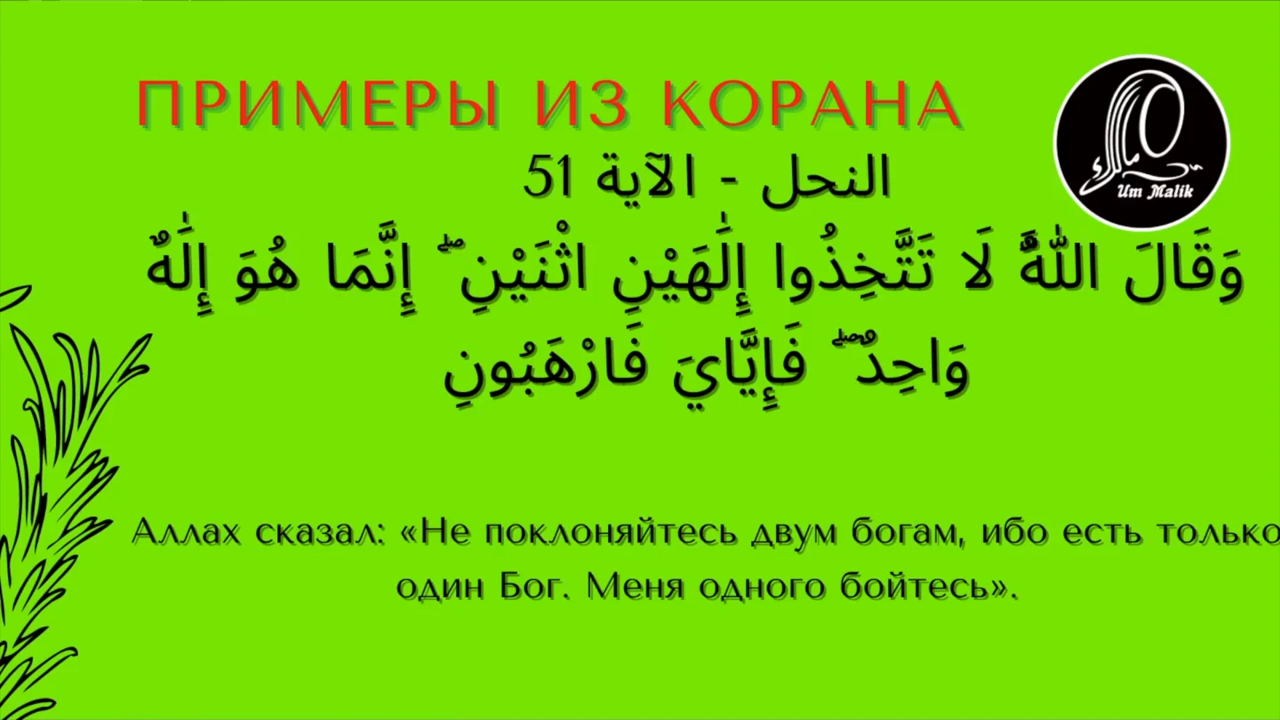 ПРИМЕРЫ ИЗ КОРАНА
النحل - الآية 51
وَقَالَ اللَّهُ لَا تَتَّخِذُوا إِلَٰهَيْنِ اثْنَيْنِ ۖ إِنَّمَا هُوَ إِلَٰهٌ
وَاحِدٌ ۖ فَإِيَّايَ فَارْهَبُونِ
Аллах сказал: «Не поклоняйтесь двум богам, ибо есть только
один Бог. Меня одного бойтесь».
Um Malik